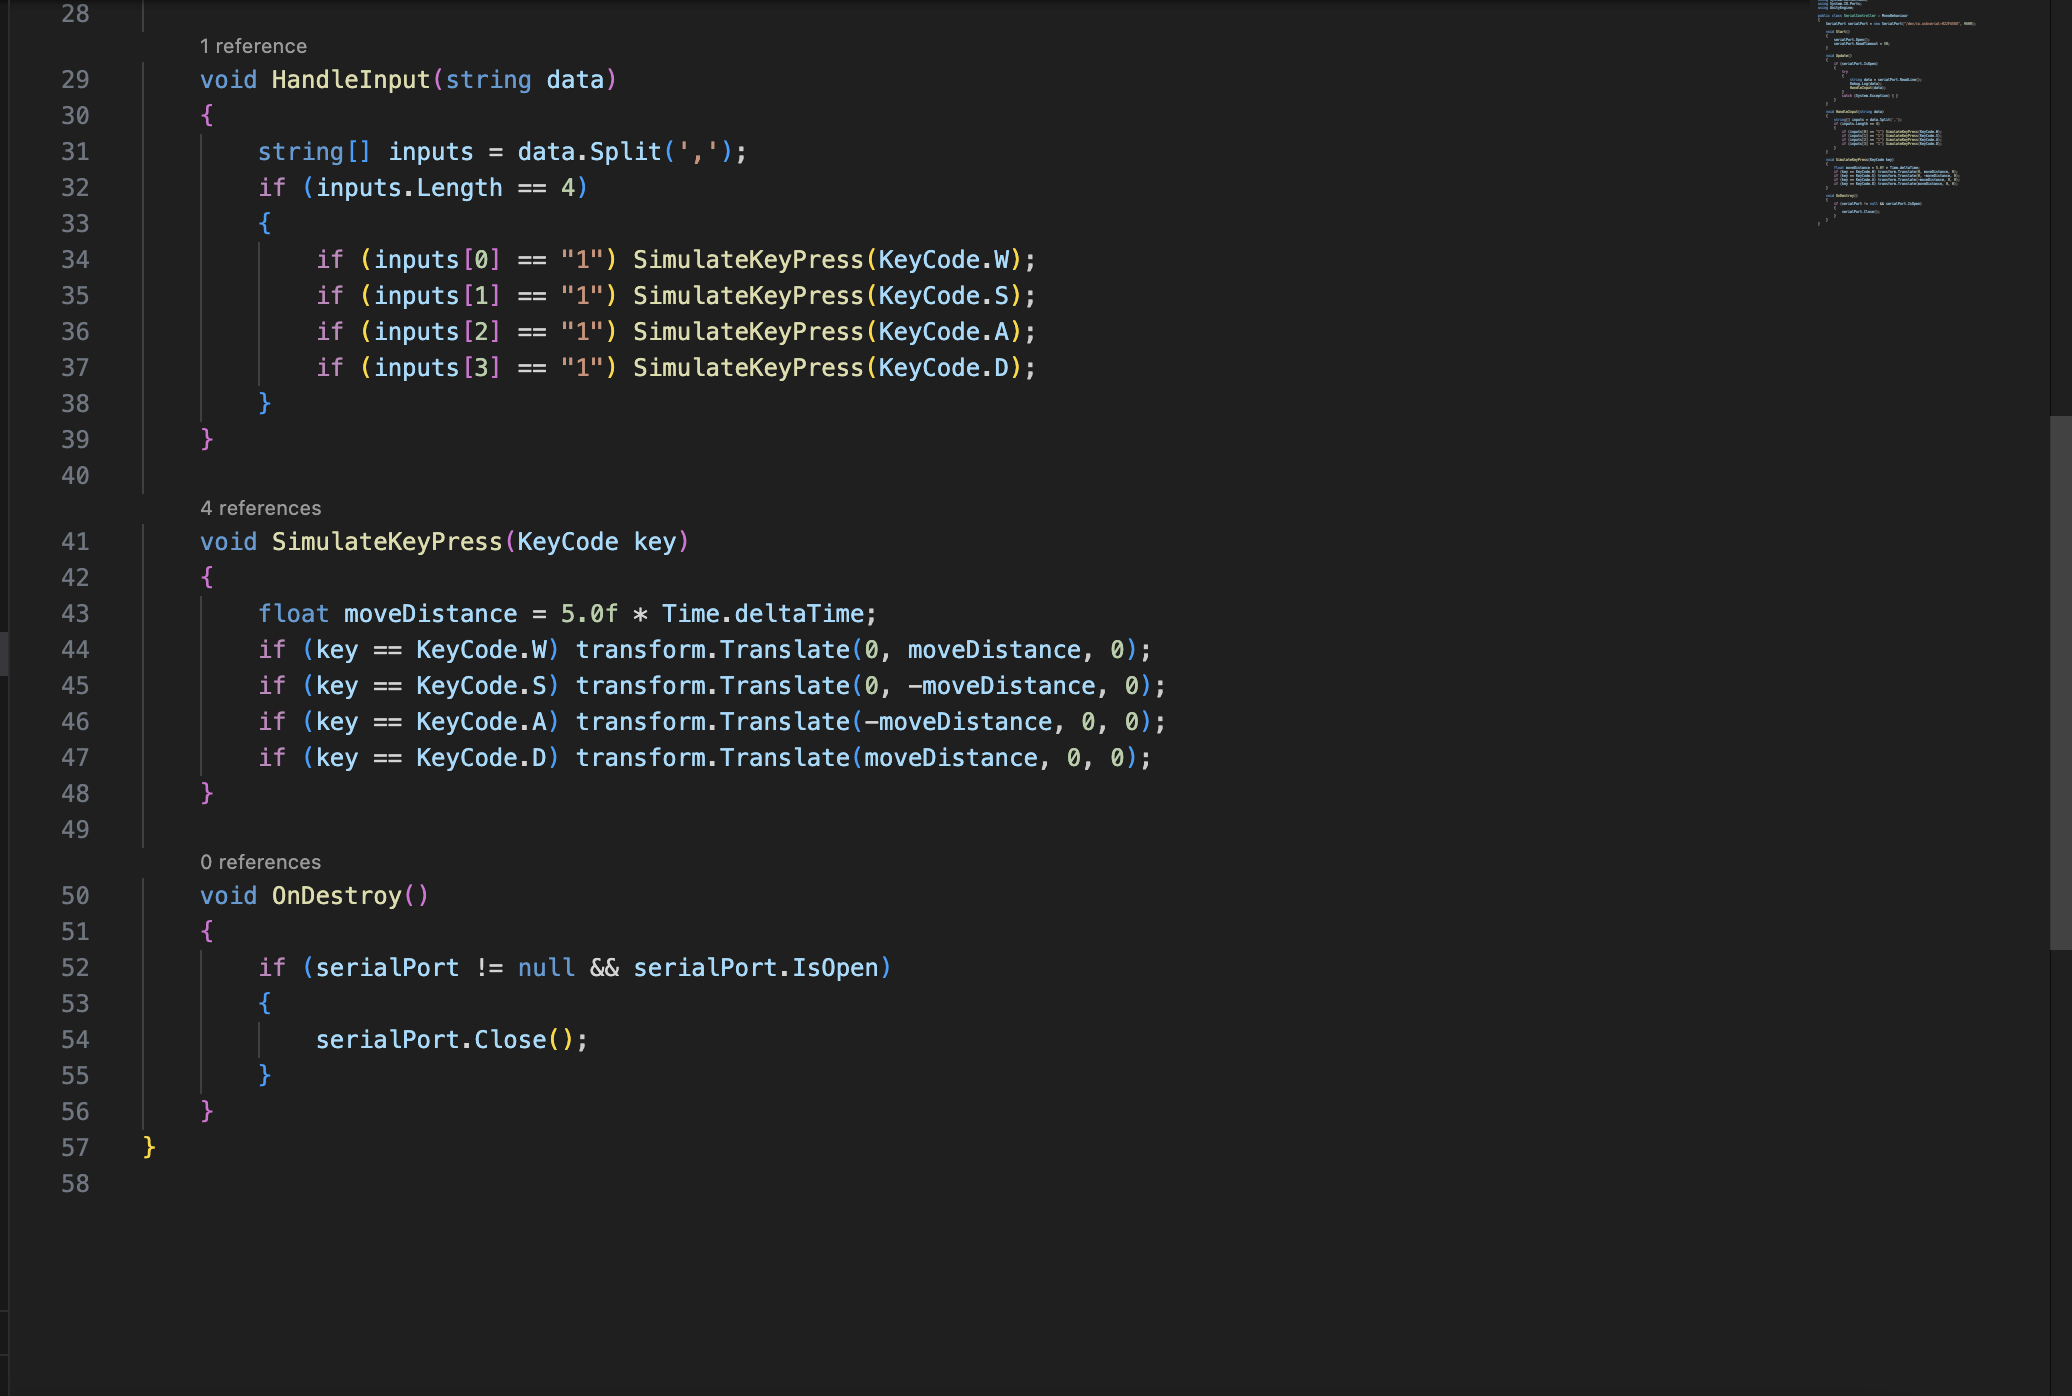 28
1 reference
29 void HandleInput(string data)
30 {
31 string[] inputs = data.Split(',');
32 if (inputs.Length == 4)
33 {
34 if (inputs[0] == "1") SimulateKeyPress(KeyCode.W);
35 if (inputs[1] == "1") SimulateKeyPress(KeyCode.S);
36 if (inputs[2] == "1") SimulateKeyPress(KeyCode.A);
37 if (inputs[3] == "1") SimulateKeyPress(KeyCode.D);
38 }
39 }
40
4 references
41 void SimulateKeyPress(KeyCode key)
42 {
43 float moveDistance = 5.0f * Time.deltaTime;
44 if (key == KeyCode.W) transform.Translate(0, moveDistance, 0);
45 if (key == KeyCode.S) transform.Translate(0, -moveDistance, 0);
46 if (key == KeyCode.A) transform.Translate(-moveDistance, 0, 0);
47 if (key == KeyCode.D) transform.Translate(moveDistance, 0, 0);
48 }
49
0 references
50 void OnDestroy()
51 {
52 if (serialPort != null && serialPort.IsOpen)
53 {
54 serialPort.Close();
55 }
56 }
57 }
58